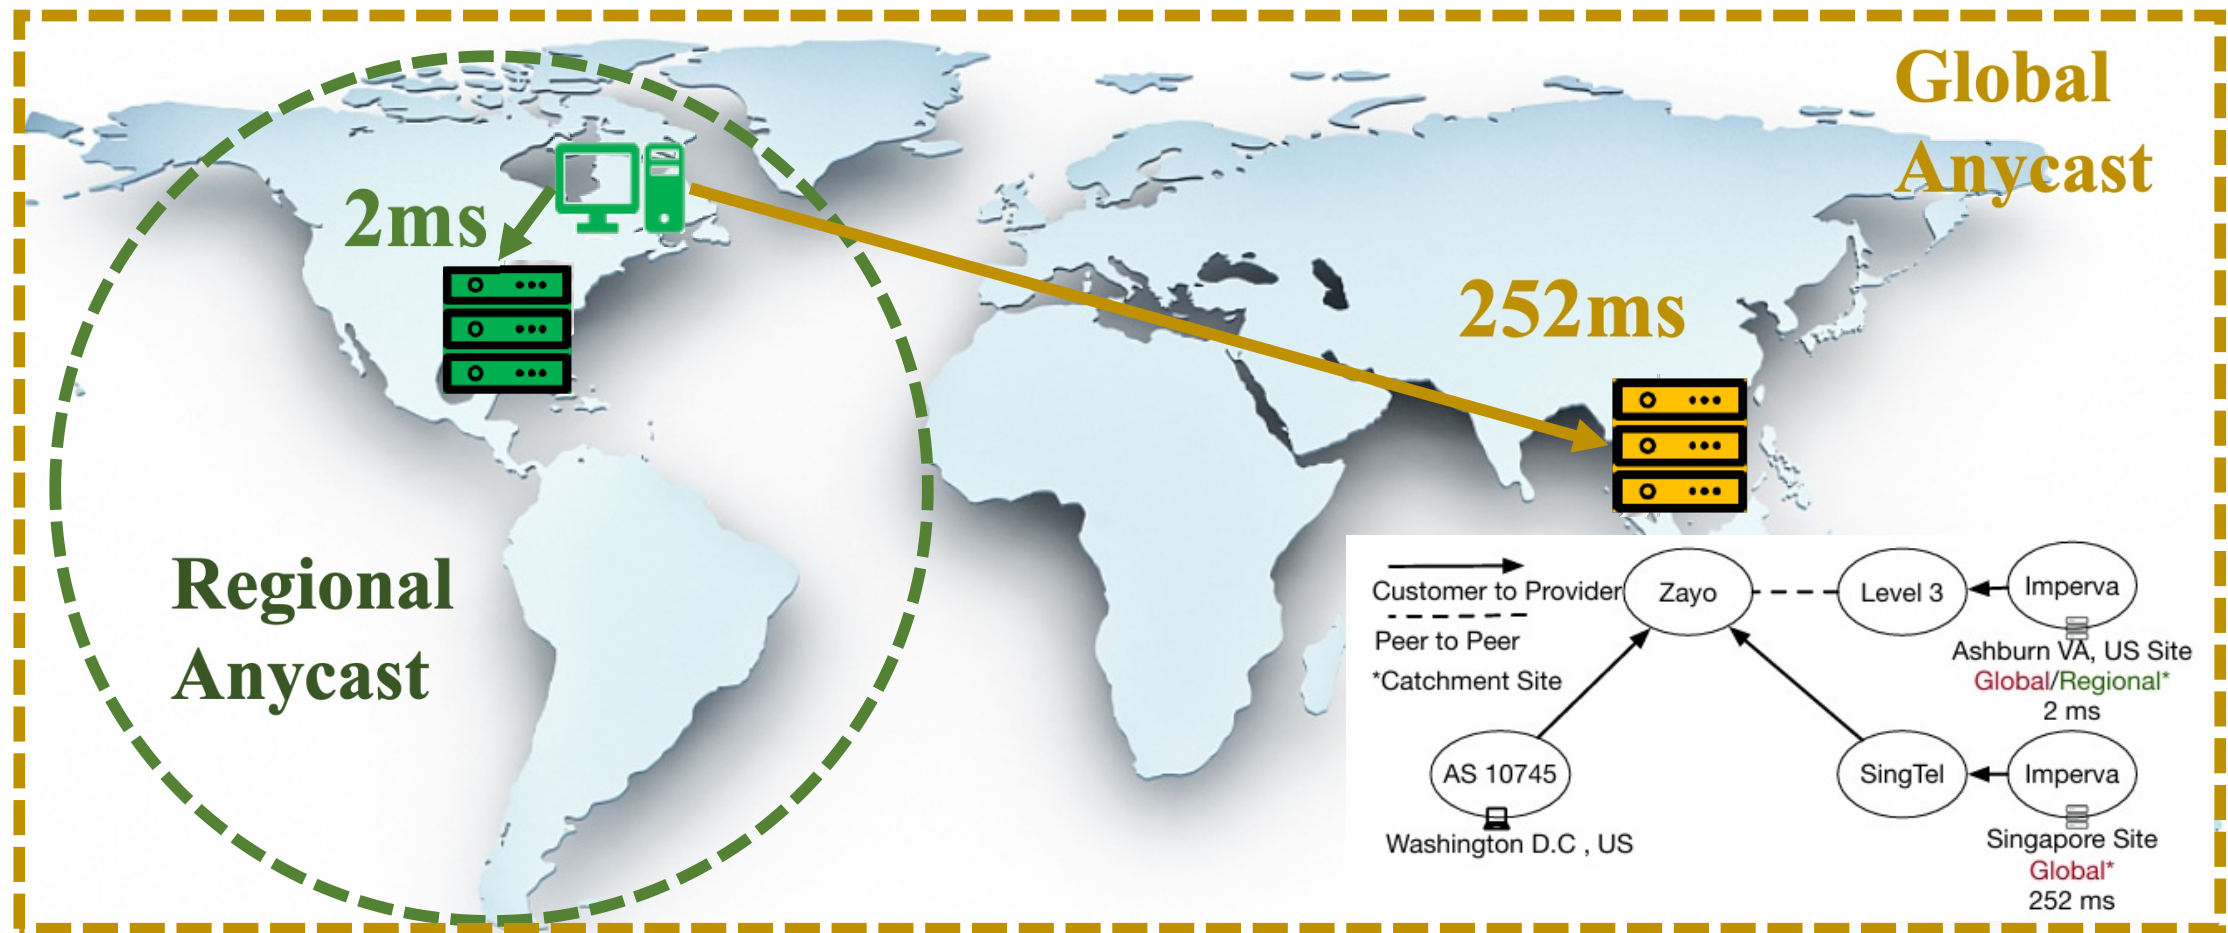 Global
Anycast
2ms
252ms
Regional
Anycast
Customer to Provider
Peer to Peer
*Catchment Site
Zayo
Level 3
Imperva
Ashburn VA, US Site
Global/Regional*
2 ms
AS 10745
Washington D.C , US
SingTel
Imperva
Singapore Site
Global*
252 ms